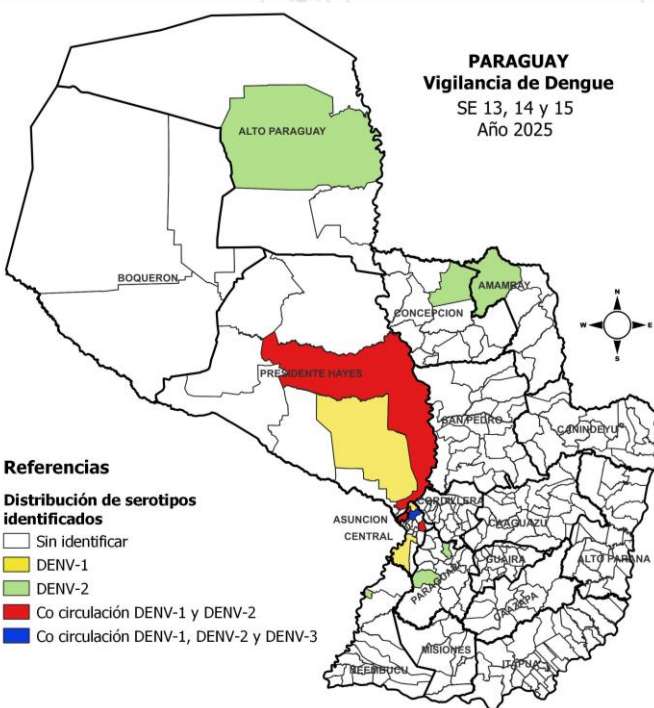 PARAGUAY
Vigilancia de Dengue
SE 13, 14 y 15
Año 2025
ALTO PARAGUAY
BOQUERON
AMAMBAY
CONCEPCION
N
W
E
S
PRESIDENTE HAYES
SAN PEDRO
CANINDEYU
Referencias
Distribución de serotipos
identificados
Sin identificar
DENV-1
DENV-2
Co circulación DENV-1 y DENV-2
Co circulación DENV-1, DENV-2 y DENV-3
CORDILLERA
ASUNCION
CENTRAL
CAAGUAZU
GUAIRA
ALTO PARANA
PARAGUARI
CAAZAPA
MISIONES
ÑEEMBUCU
ITAPUA